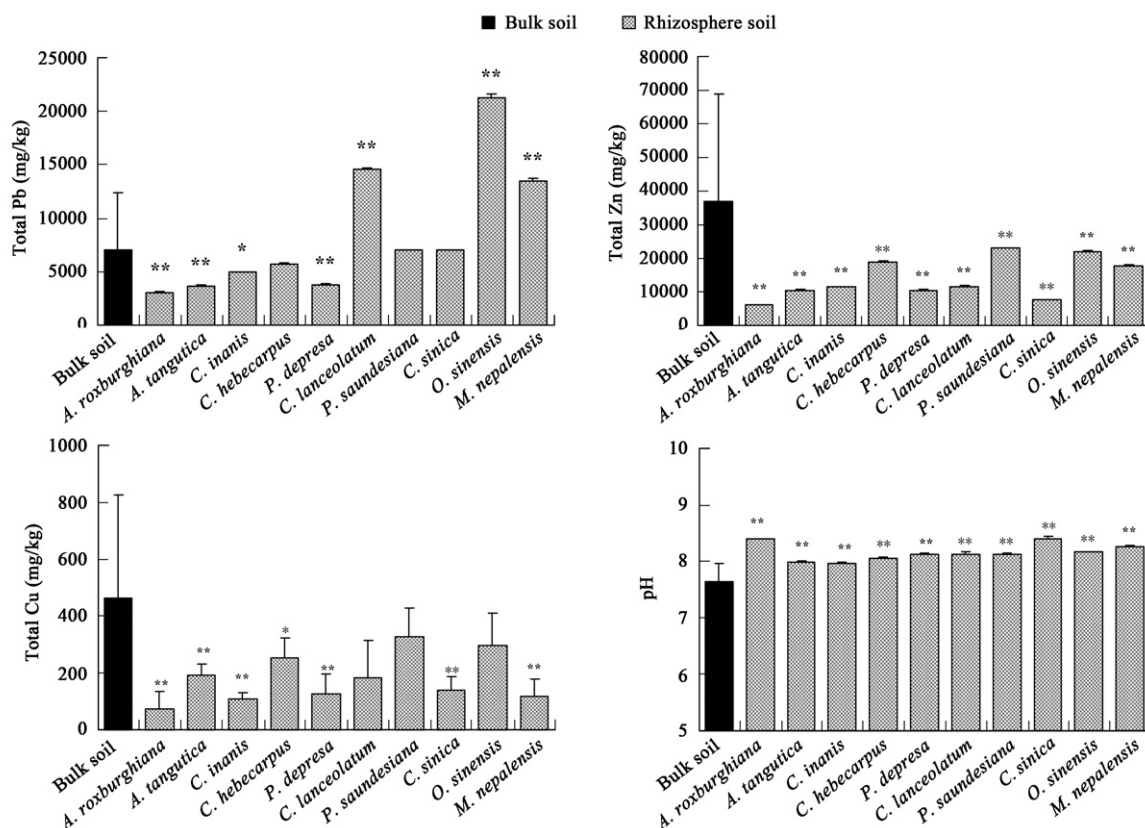 Bulk soil Rhizosphere soil
Total Pb (mg/kg)
25000
20000
15000
10000
5000
0
** ** * ** ** ** **
Bulk soil
A. roxburghiana
A. tangutica
C. inanis
C. hebecarpus
P. depresa
C. lanceolatum
P. saundesiana
C. sinica
O. sinensis
M. nepalensis
Total Zn (mg/kg)
80000
70000
60000
50000
40000
30000
20000
10000
0
** ** ** ** ** ** ** ** ** **
Bulk soil
A. roxburghiana
A. tangutica
C. inanis
C. hebecarpus
P. depresa
C. lanceolatum
P. saundesiana
C. sinica
O. sinensis
M. nepalensis
Total Cu (mg/kg)
1000
800
600
400
200
0
** ** ** * ** ** **
Bulk soil
A. roxburghiana
A. tangutica
C. inanis
C. hebecarpus
P. depresa
C. lanceolatum
P. saundesiana
C. sinica
O. sinensis
M. nepalensis
pH
10
9
8
7
6
5
** ** ** ** ** ** ** ** ** **
Bulk soil
A. roxburghiana
A. tangutica
C. inanis
C. hebecarpus
P. depresa
C. lanceolatum
P. saundesiana
C. sinica
O. sinensis
M. nepalensis